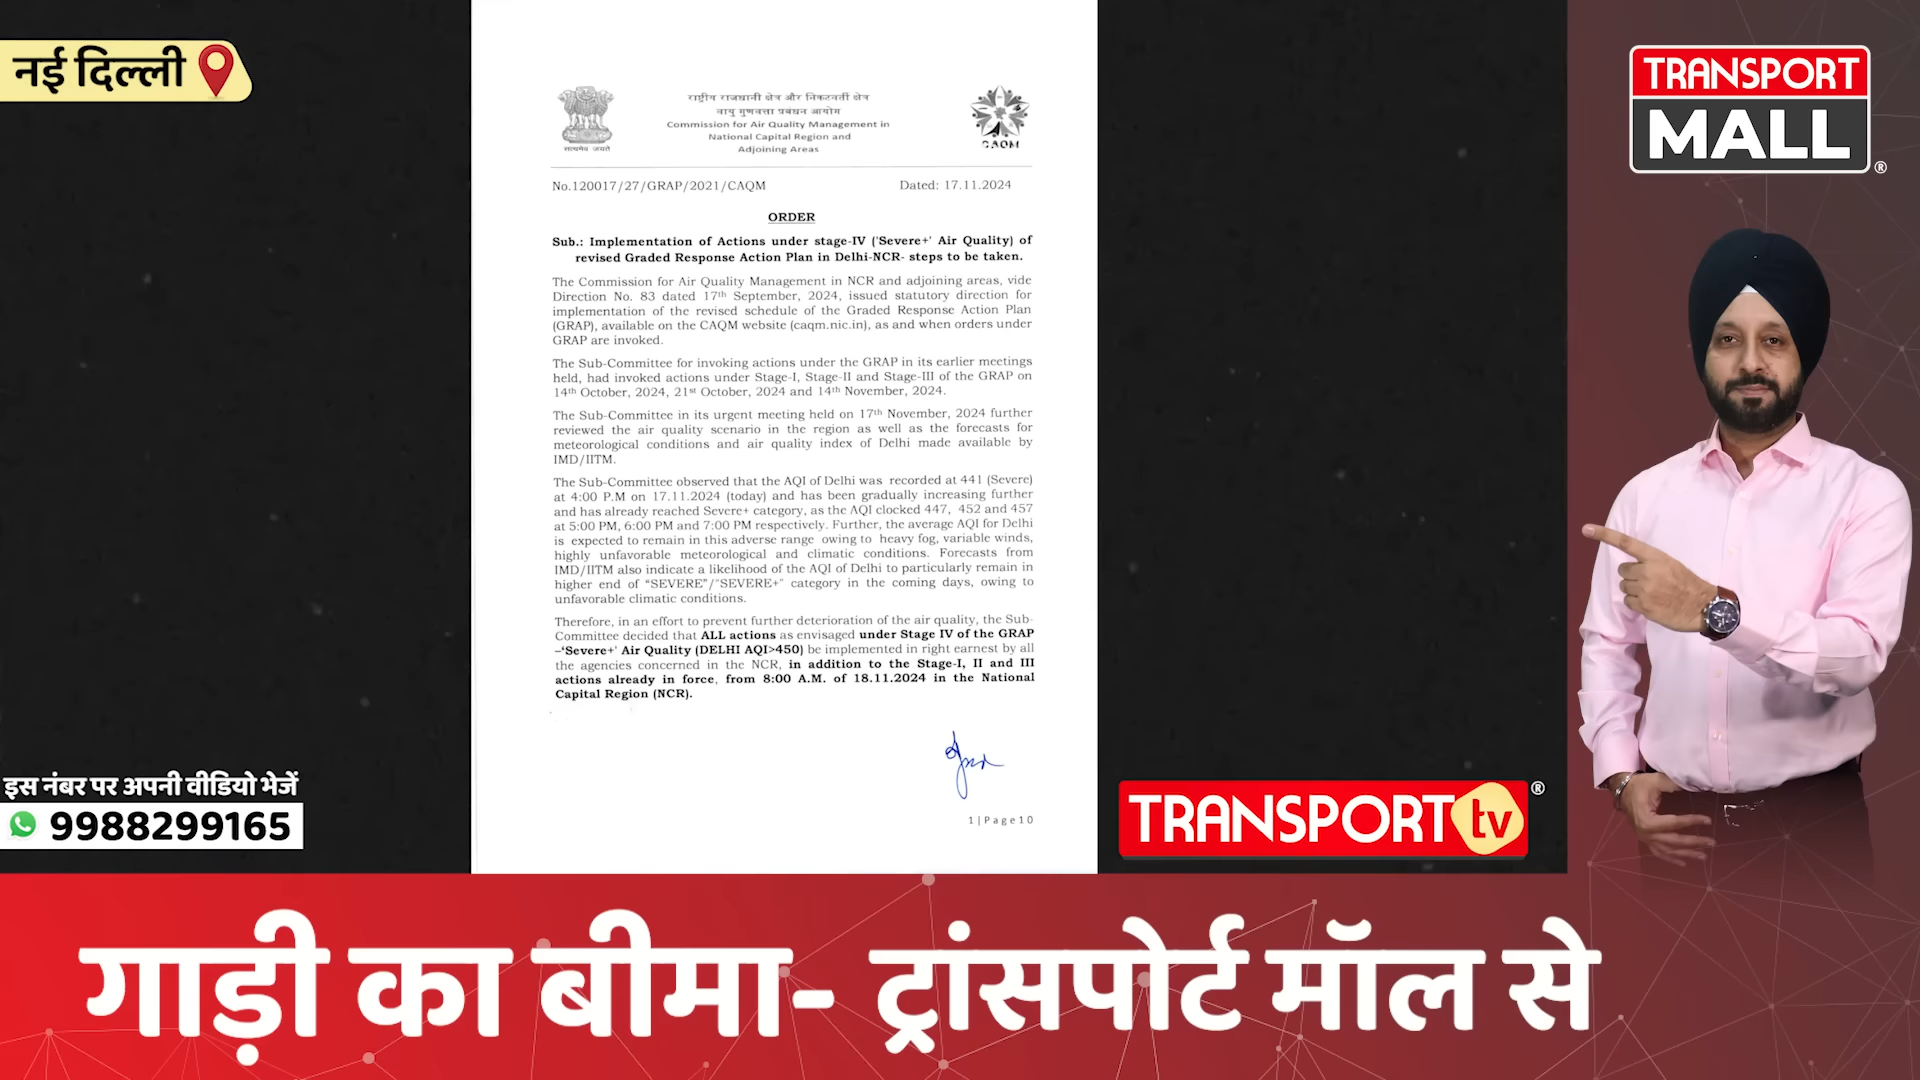 नई दिल्ली
TRANSPORT
MALL
®
राष्ट्रीय राजधानी क्षेत्र और निकटवर्ती क्षेत्र
वायु गुणवत्ता प्रबंधन आयोग
Commission for Air Quality Management in
National Capital Region and
Adjoining Areas
सत्यमेव जयते
CAQM
No.120017/27/GRAP/2021/CAQM
Dated: 17.11.2024
ORDER
Sub.: Implementation of Actions under stage-IV ('Severe+' Air Quality) of
revised Graded Response Action Plan in Delhi-NCR- steps to be taken.
The Commission for Air Quality Management in NCR and adjoining areas, vide
Direction No. 83 dated 17th September, 2024, issued statutory direction for
implementation of the revised schedule of the Graded Response Action Plan
(GRAP), available on the CAQM website (caqm.nic.in), as and when orders under
GRAP are invoked.
The Sub-Committee for invoking actions under the GRAP in its earlier meetings
held, had invoked actions under Stage-I, Stage-II and Stage-III of the GRAP on
14th October, 2024, 21st October, 2024 and 14th November, 2024.
The Sub-Committee in its urgent meeting held on 17th November, 2024 further
reviewed the air quality scenario in the region as well as the forecasts for
meteorological conditions and air quality index of Delhi made available by
IMD/IITM.
The Sub-Committee observed that the AQI of Delhi was recorded at 441 (Severe)
at 4:00 P.M on 17.11.2024 (today) and has been gradually increasing further
and has already reached Severe+ category, as the AQI clocked 447, 452 and 457
at 5:00 PM, 6:00 PM and 7:00 PM respectively. Further, the average AQI for Delhi
is expected to remain in this adverse range owing to heavy fog, variable winds,
highly unfavorable meteorological and climatic conditions. Forecasts from
IMD/IITM also indicate a likelihood of the AQI of Delhi to particularly remain in
higher end of “SEVERE”/"SEVERE+" category in the coming days, owing to
unfavorable climatic conditions.
Therefore, in an effort to prevent further deterioration of the air quality, the Sub-
Committee decided that ALL actions as envisaged under Stage IV of the GRAP
–‘Severe+’ Air Quality (DELHI AQI>450) be implemented in right earnest by all
the agencies concerned in the NCR, in addition to the Stage-I, II and III
actions already in force, from 8:00 A.M. of 18.11.2024 in the National
Capital Region (NCR).
1|Page10
इस नंबर पर अपनी वीडियो भेजें
9988299165
TRANSPORT tv ®
गाड़ी का बीमा- ट्रांसपोर्ट मॉल से